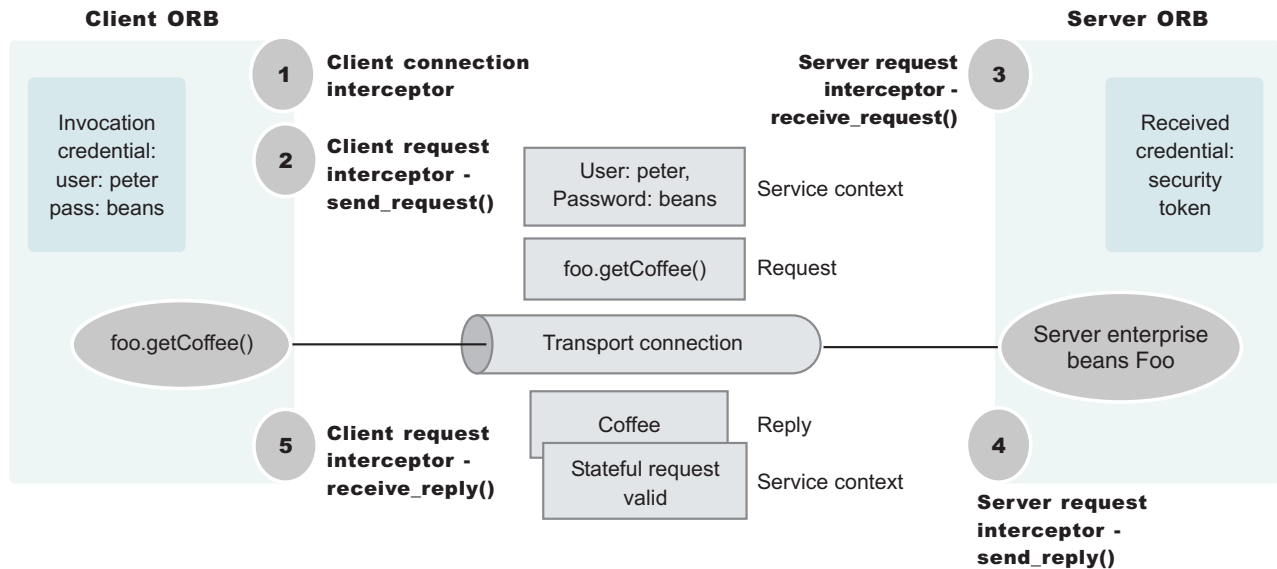 Client ORB
Server ORB
1
Client connection
interceptor
Server request
interceptor -
receive_request()
3
Invocation
credential:
user: peter
pass: beans
2
Client request
interceptor -
send_request()
User: peter,
Password: beans
Service context
Received
credential:
security
token
foo.getCoffee()
Request
foo.getCoffee()
Transport connection
Server enterprise
beans Foo
5
Client request
interceptor -
receive_reply()
Coffee
Reply
Stateful request
valid
Service context
4
Server request
interceptor -
send_reply()